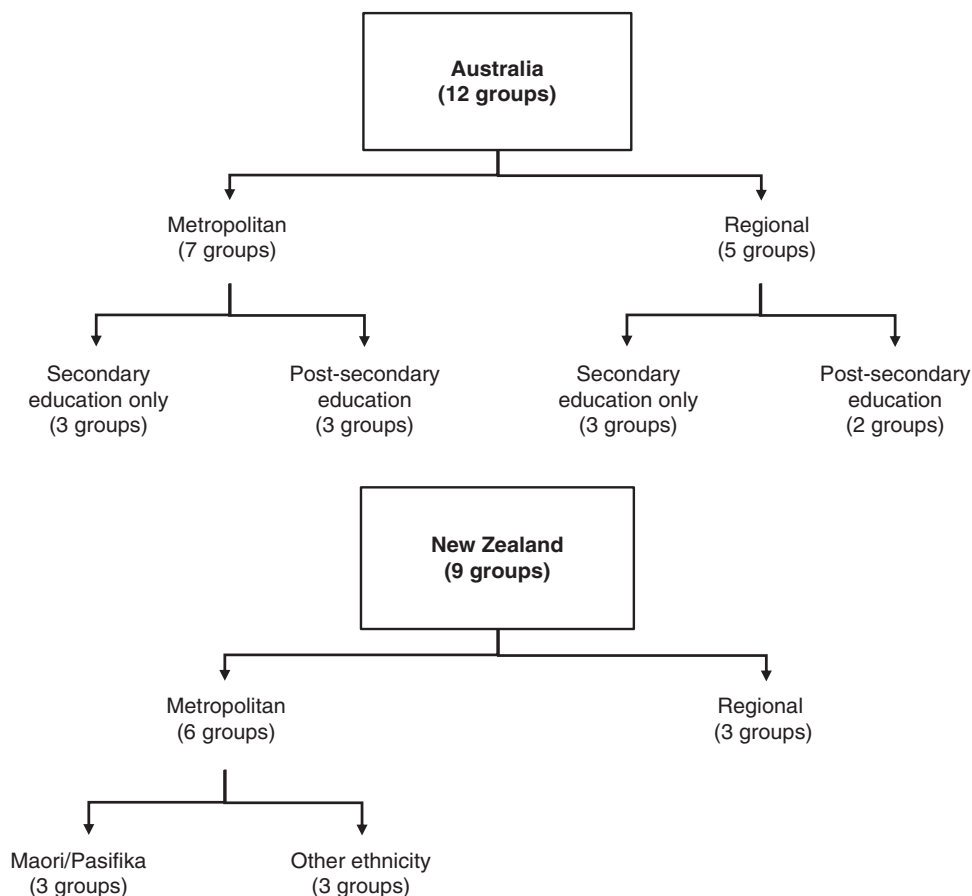 Australia
(12 groups)
Metropolitan
(7 groups)
Regional
(5 groups)
Secondary
education only
(3 groups)
Post-secondary
education
(3 groups)
Secondary
education only
(3 groups)
Post-secondary
education
(2 groups)
New Zealand
(9 groups)
Metropolitan
(6 groups)
Regional
(3 groups)
Maori/Pasifika
(3 groups)
Other ethnicity
(3 groups)